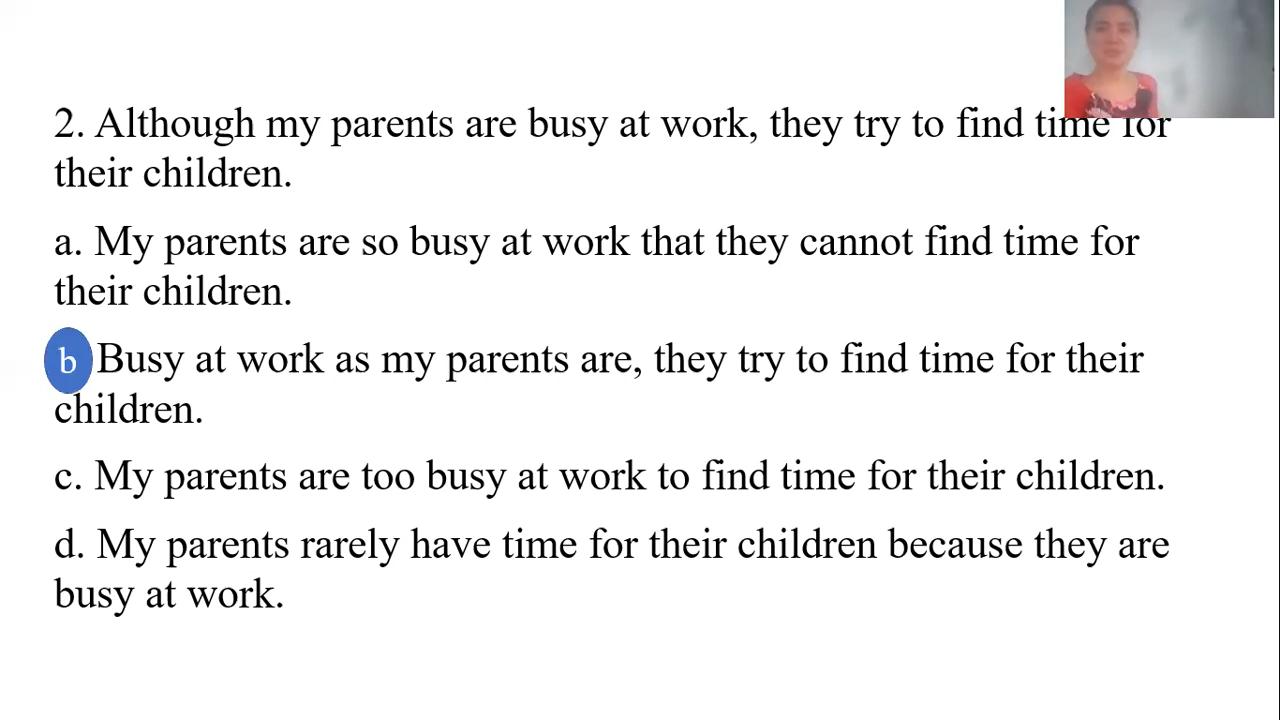 2. Although my parents are busy at work, they try to find time for
their children.
a. My parents are so busy at work that they cannot find time for
their children.
b Busy at work as my parents are, they try to find time for their
children.
c. My parents are too busy at work to find time for their children.
d. My parents rarely have time for their children because they are
busy at work.